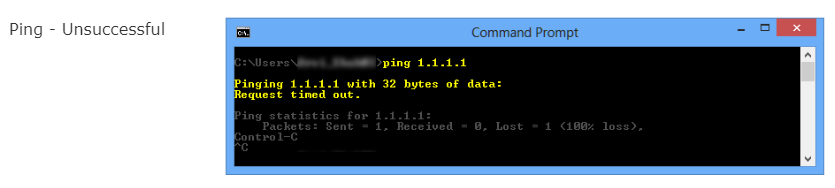 Ping - Unsuccessful
Command Prompt
C:\Users\ >ping 1.1.1.1
Pinging 1.1.1.1 with 32 bytes of data:
Request timed out.
Ping statistics for 1.1.1.1:
Packets: Sent = 1, Received = 0, Lost = 1 (100% loss),
Control-C
^C